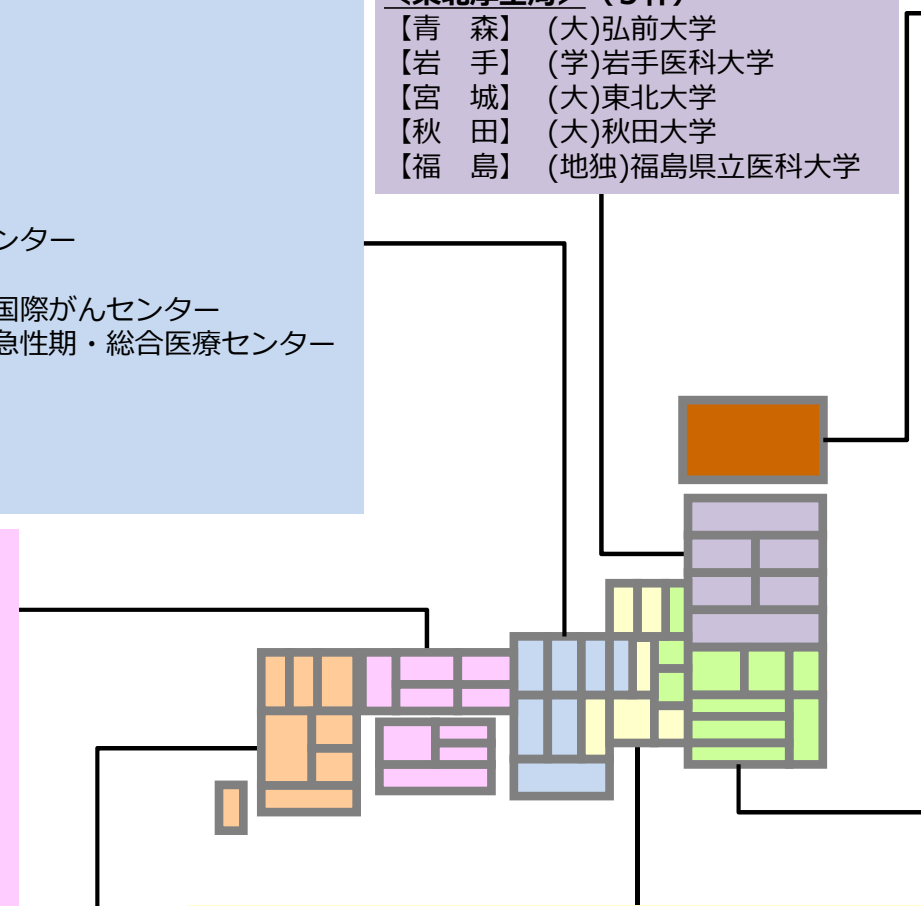 【青　森】 (大)弘前大学
【岩　手】 (学)岩手医科大学
【宮　城】 (大)東北大学
【秋　田】 (大)秋田大学
【福　島】 (地独)福島県立医科大学
ンター
国際がんセンター
急性期・総合医療センター